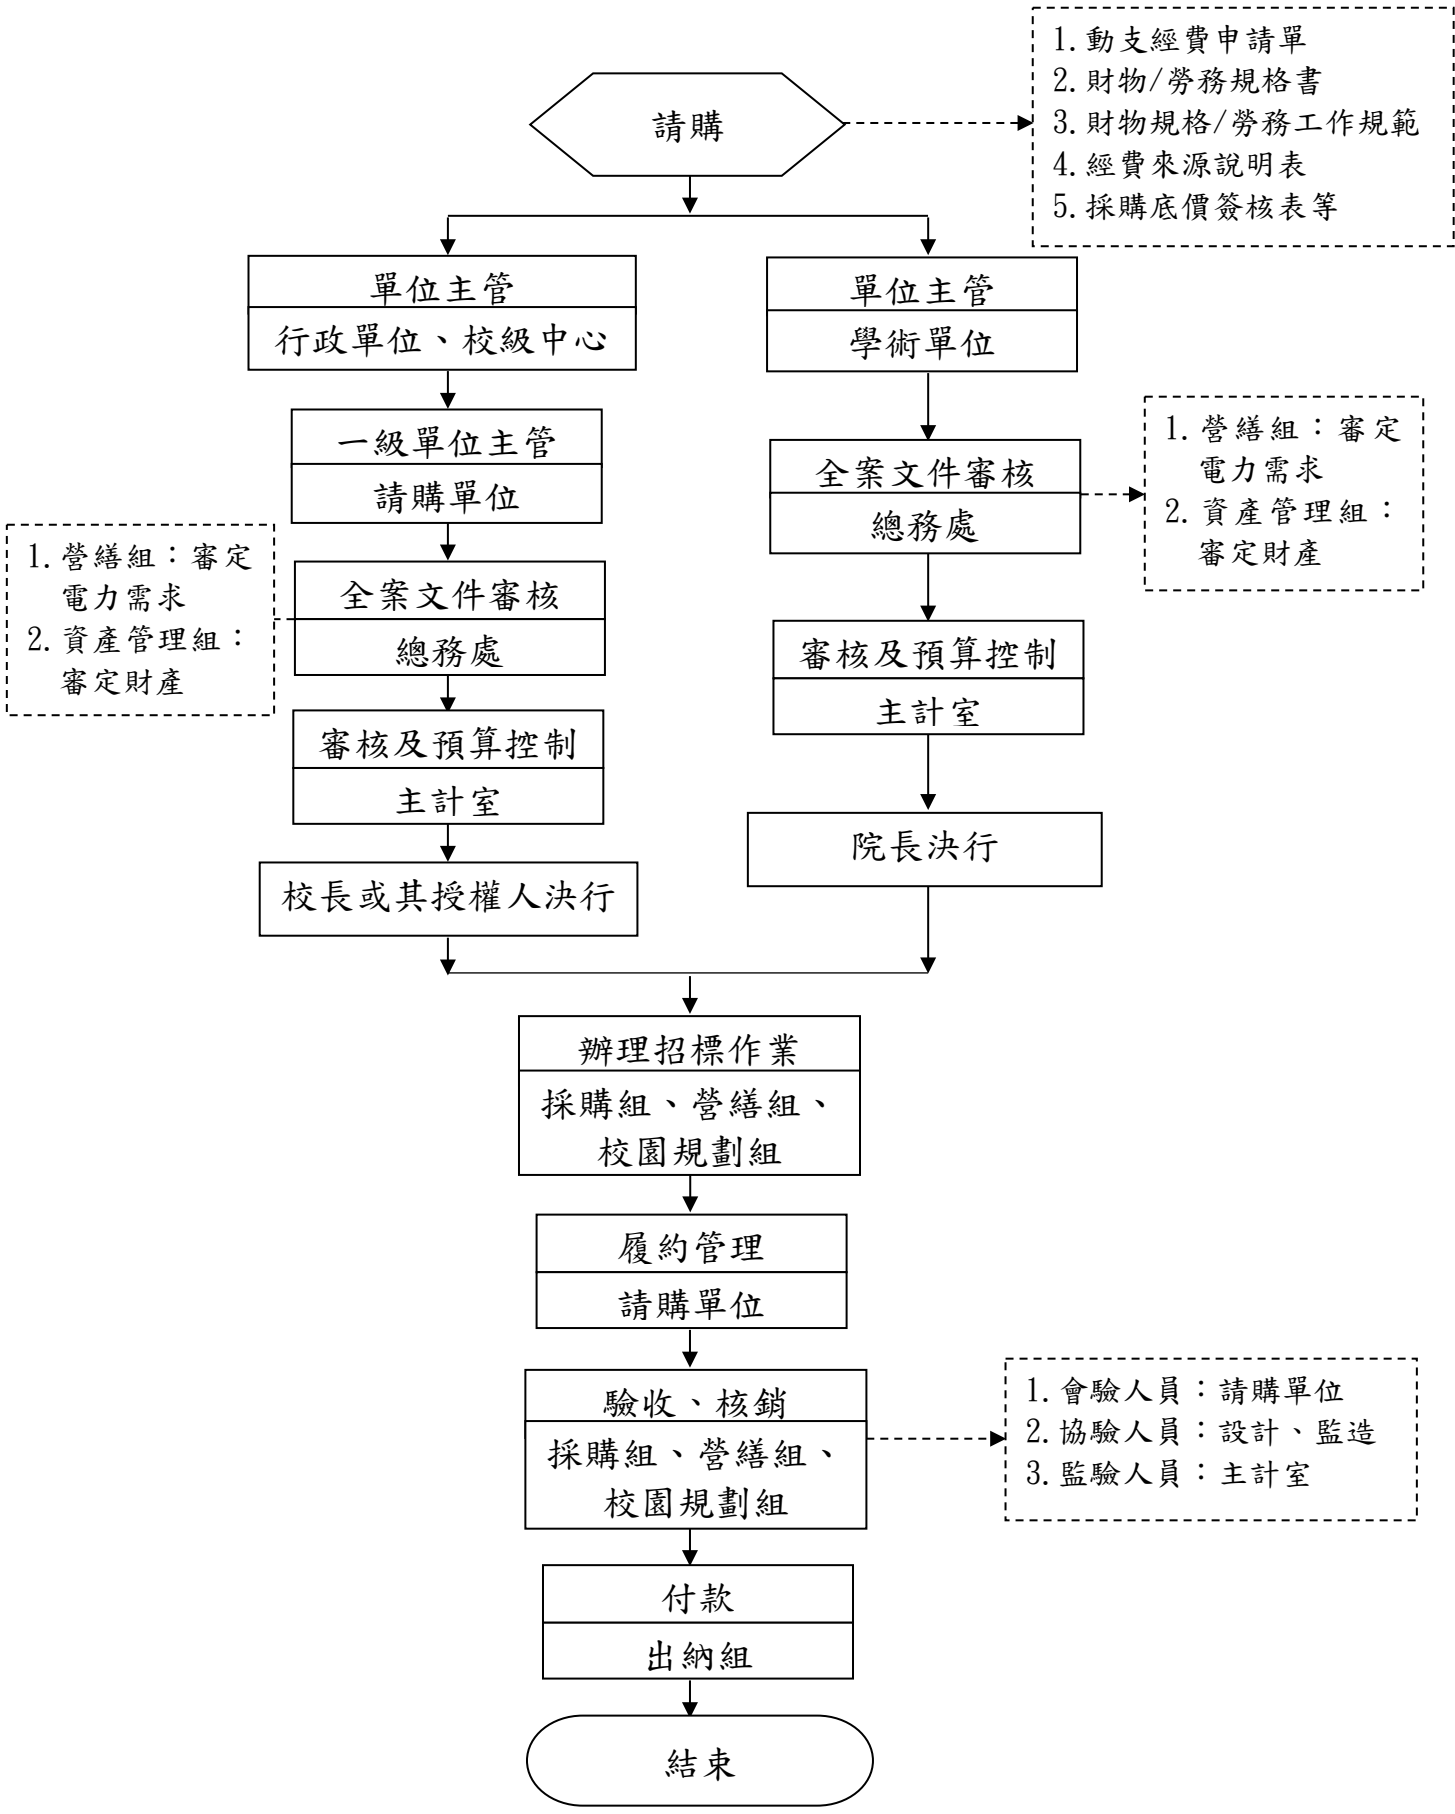 請購
1.動支經費申請單
2.財物/勞務規格書
3.財物規格/勞務工作規範
4.經費來源說明表
5.採購底價簽核表等
單位主管
行政單位、校級中心
單位主管
學術單位
一級單位主管
請購單位
全案文件審核
總務處
1.營繕組：審定
電力需求
2.資產管理組：
審定財產
1.營繕組：審定
電力需求
2.資產管理組：
審定財產
全案文件審核
總務處
審核及預算控制
主計室
審核及預算控制
主計室
院長決行
校長或其授權人決行
辦理招標作業
採購組、營繕組、
校園規劃組
履約管理
請購單位
驗收、核銷
採購組、營繕組、
校園規劃組
1.會驗人員：請購單位
2.協驗人員：設計、監造
3.監驗人員：主計室
付款
出納組
結束